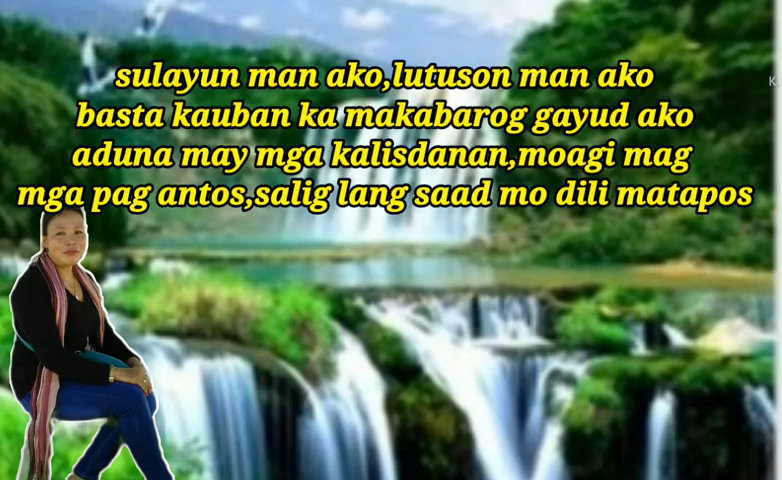 sulayun man ako,lutuson man ako
basta kauban ka makabarog gayud ako
aduna may mga kalisdanan,moagi mag
mga pag antos,salig lang saad mo dili matapos